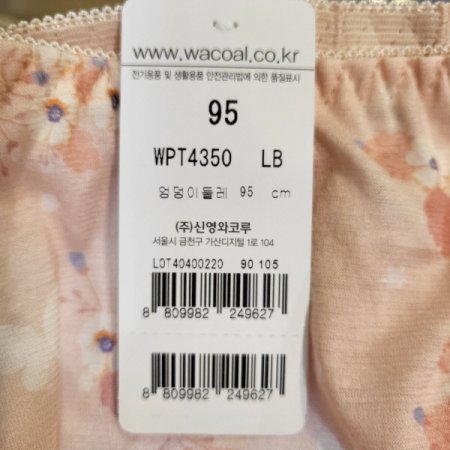 www.wacoal.co.kr
전기용품 및 생활용품 안전관리법에 의한 품질표시
95
WPT4350 LB
엉덩이둘레 95 cm
(주)신영와코루
서울시 금천구 가산디지털 1로 104
LOT40400220 90 105
8 809982 249627
8 809982 249627